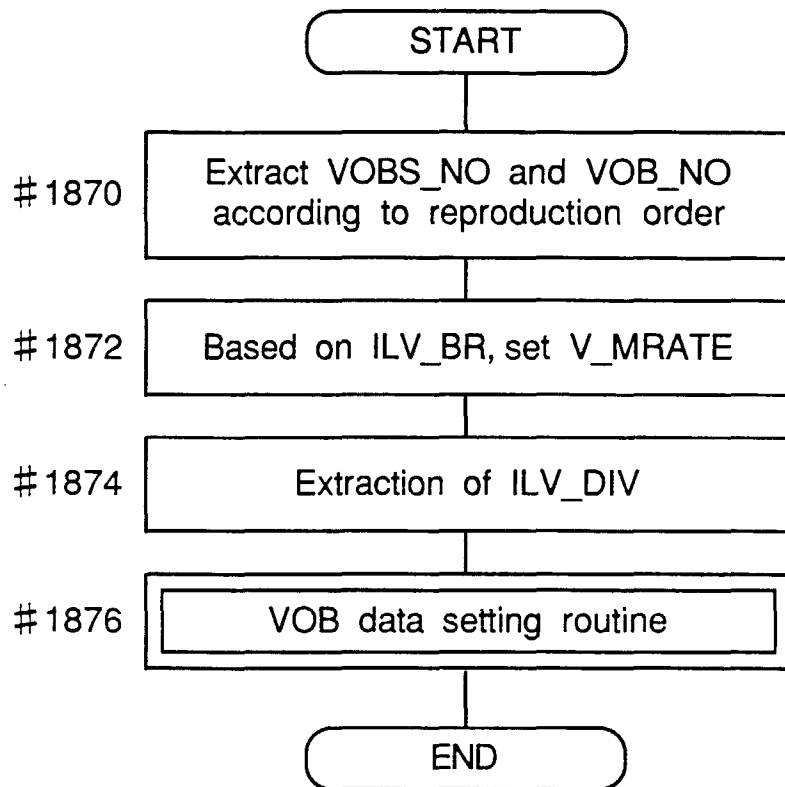 START
#1870
Extract VOBS_NO and VOB_NO
according to reproduction order
#1872
Based on ILV_BR, set V_MRATE
#1874
Extraction of ILV_DIV
#1876
VOB data setting routine
END